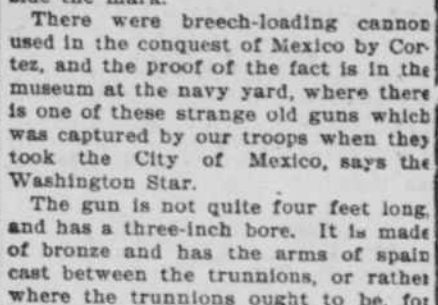 side the mark.
There were breech-loading cannon
used in the conquest of Mexico by Cor-
tez, and the proof of the fact is in the
museum at the navy yard, where there
is one of these strange old guns which
was captured by our troops when they
took the City of Mexico, says the
Washington Star.
The gun is not quite four feet long,
and has a three-inch bore. It is made
of bronze and has the arms of spain
cast between the trunnions, or rather
where the trunnions ought to be, for